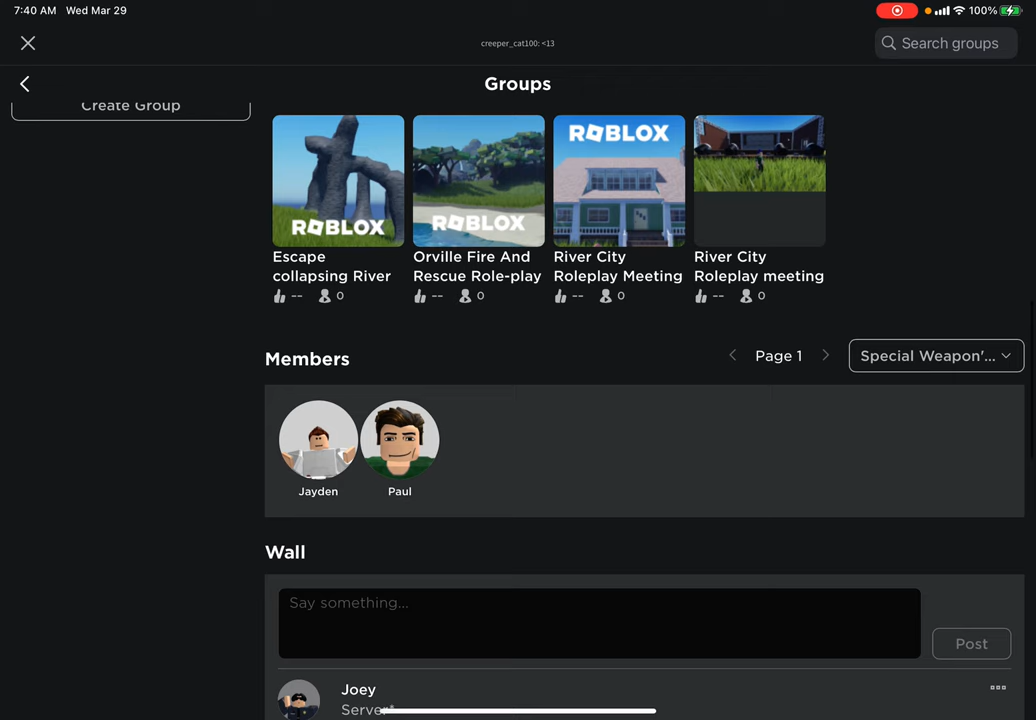 7:40 AM Wed Mar 29
100%
creeper_cat100: <13
Search groups
Groups
Create Group
ROBLOX
ROBLOX
ROBLOX
Escape
collapsing River
-- 0
Orville Fire And
Rescue Role-play
-- 0
River City
Roleplay Meeting
-- 0
River City
Roleplay meeting
-- 0
Members
Page 1
Special Weapon'...
Jayden
Paul
Wall
Say something...
Post
Joey